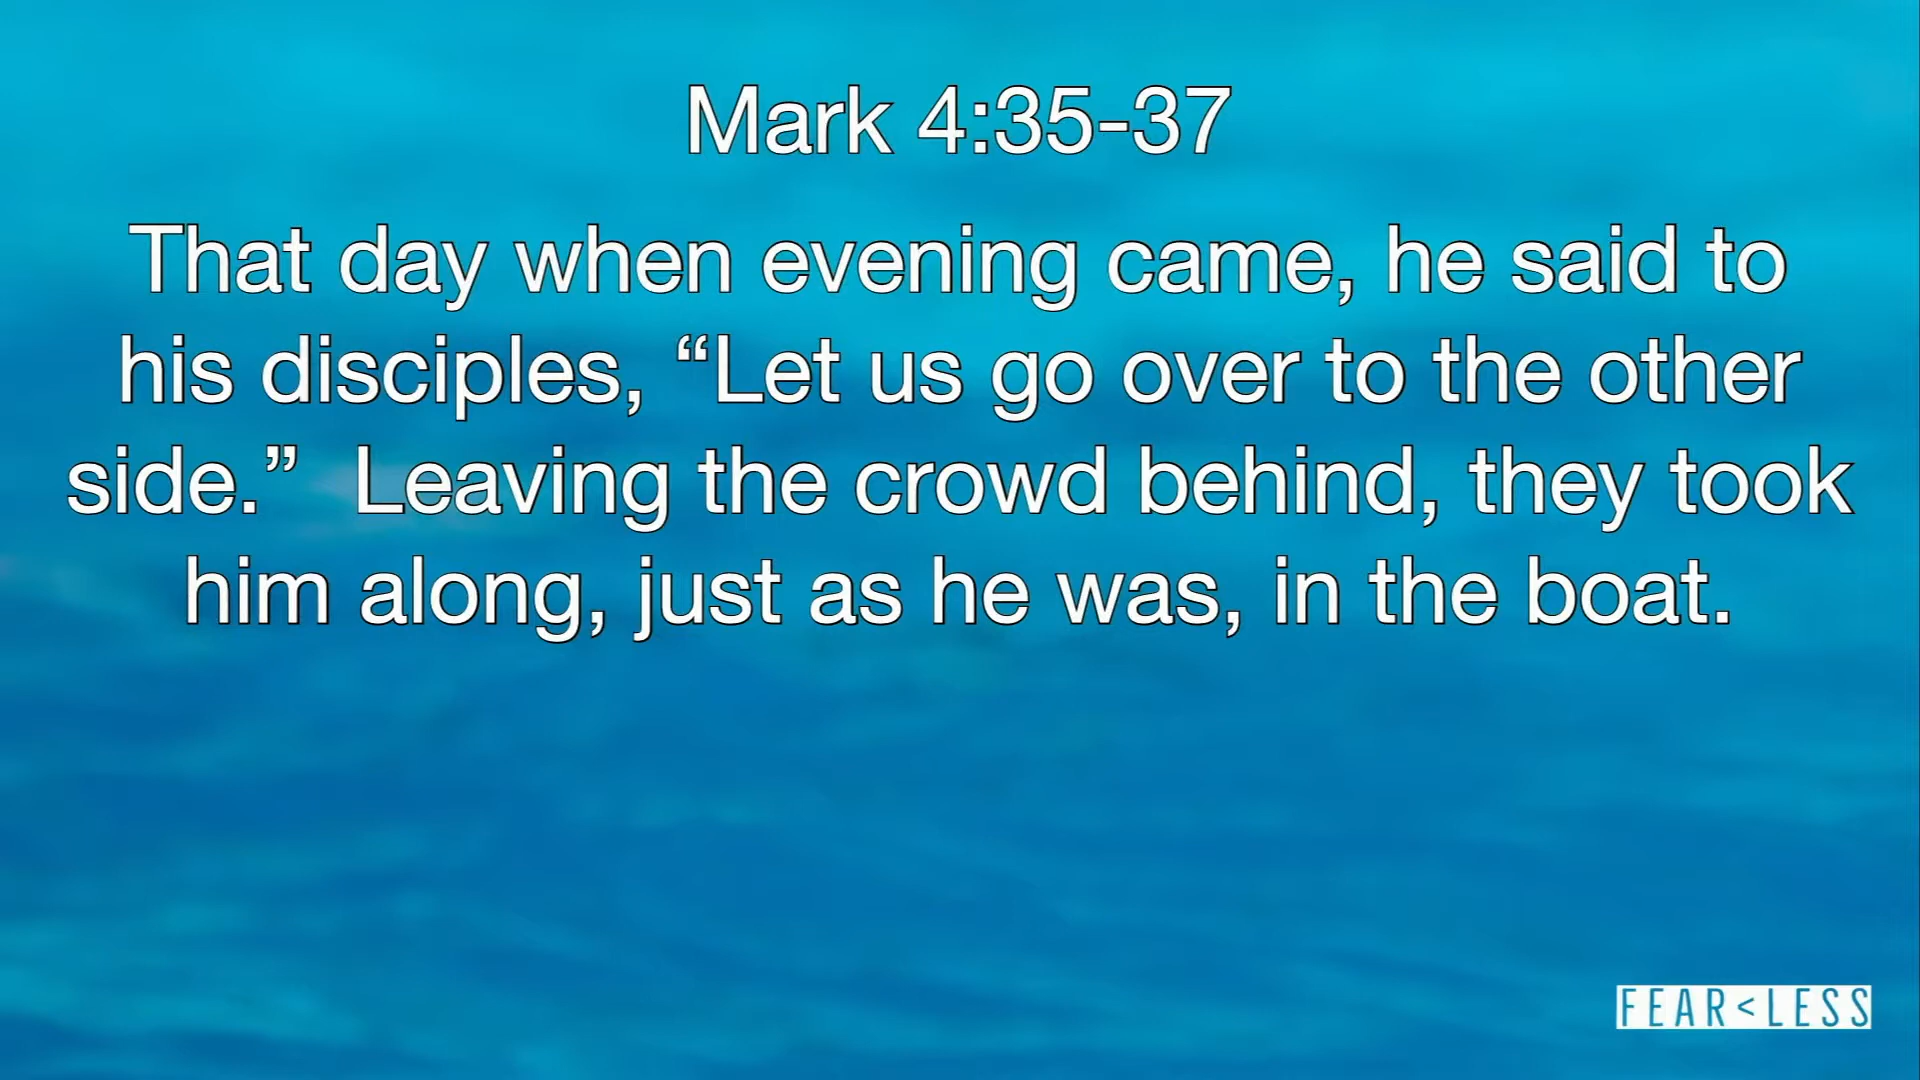 Mark 4:35-37
That day when evening came, he said to
his disciples, “Let us go over to the other
side.”  Leaving the crowd behind, they took
him along, just as he was, in the boat.
FEAR<LESS